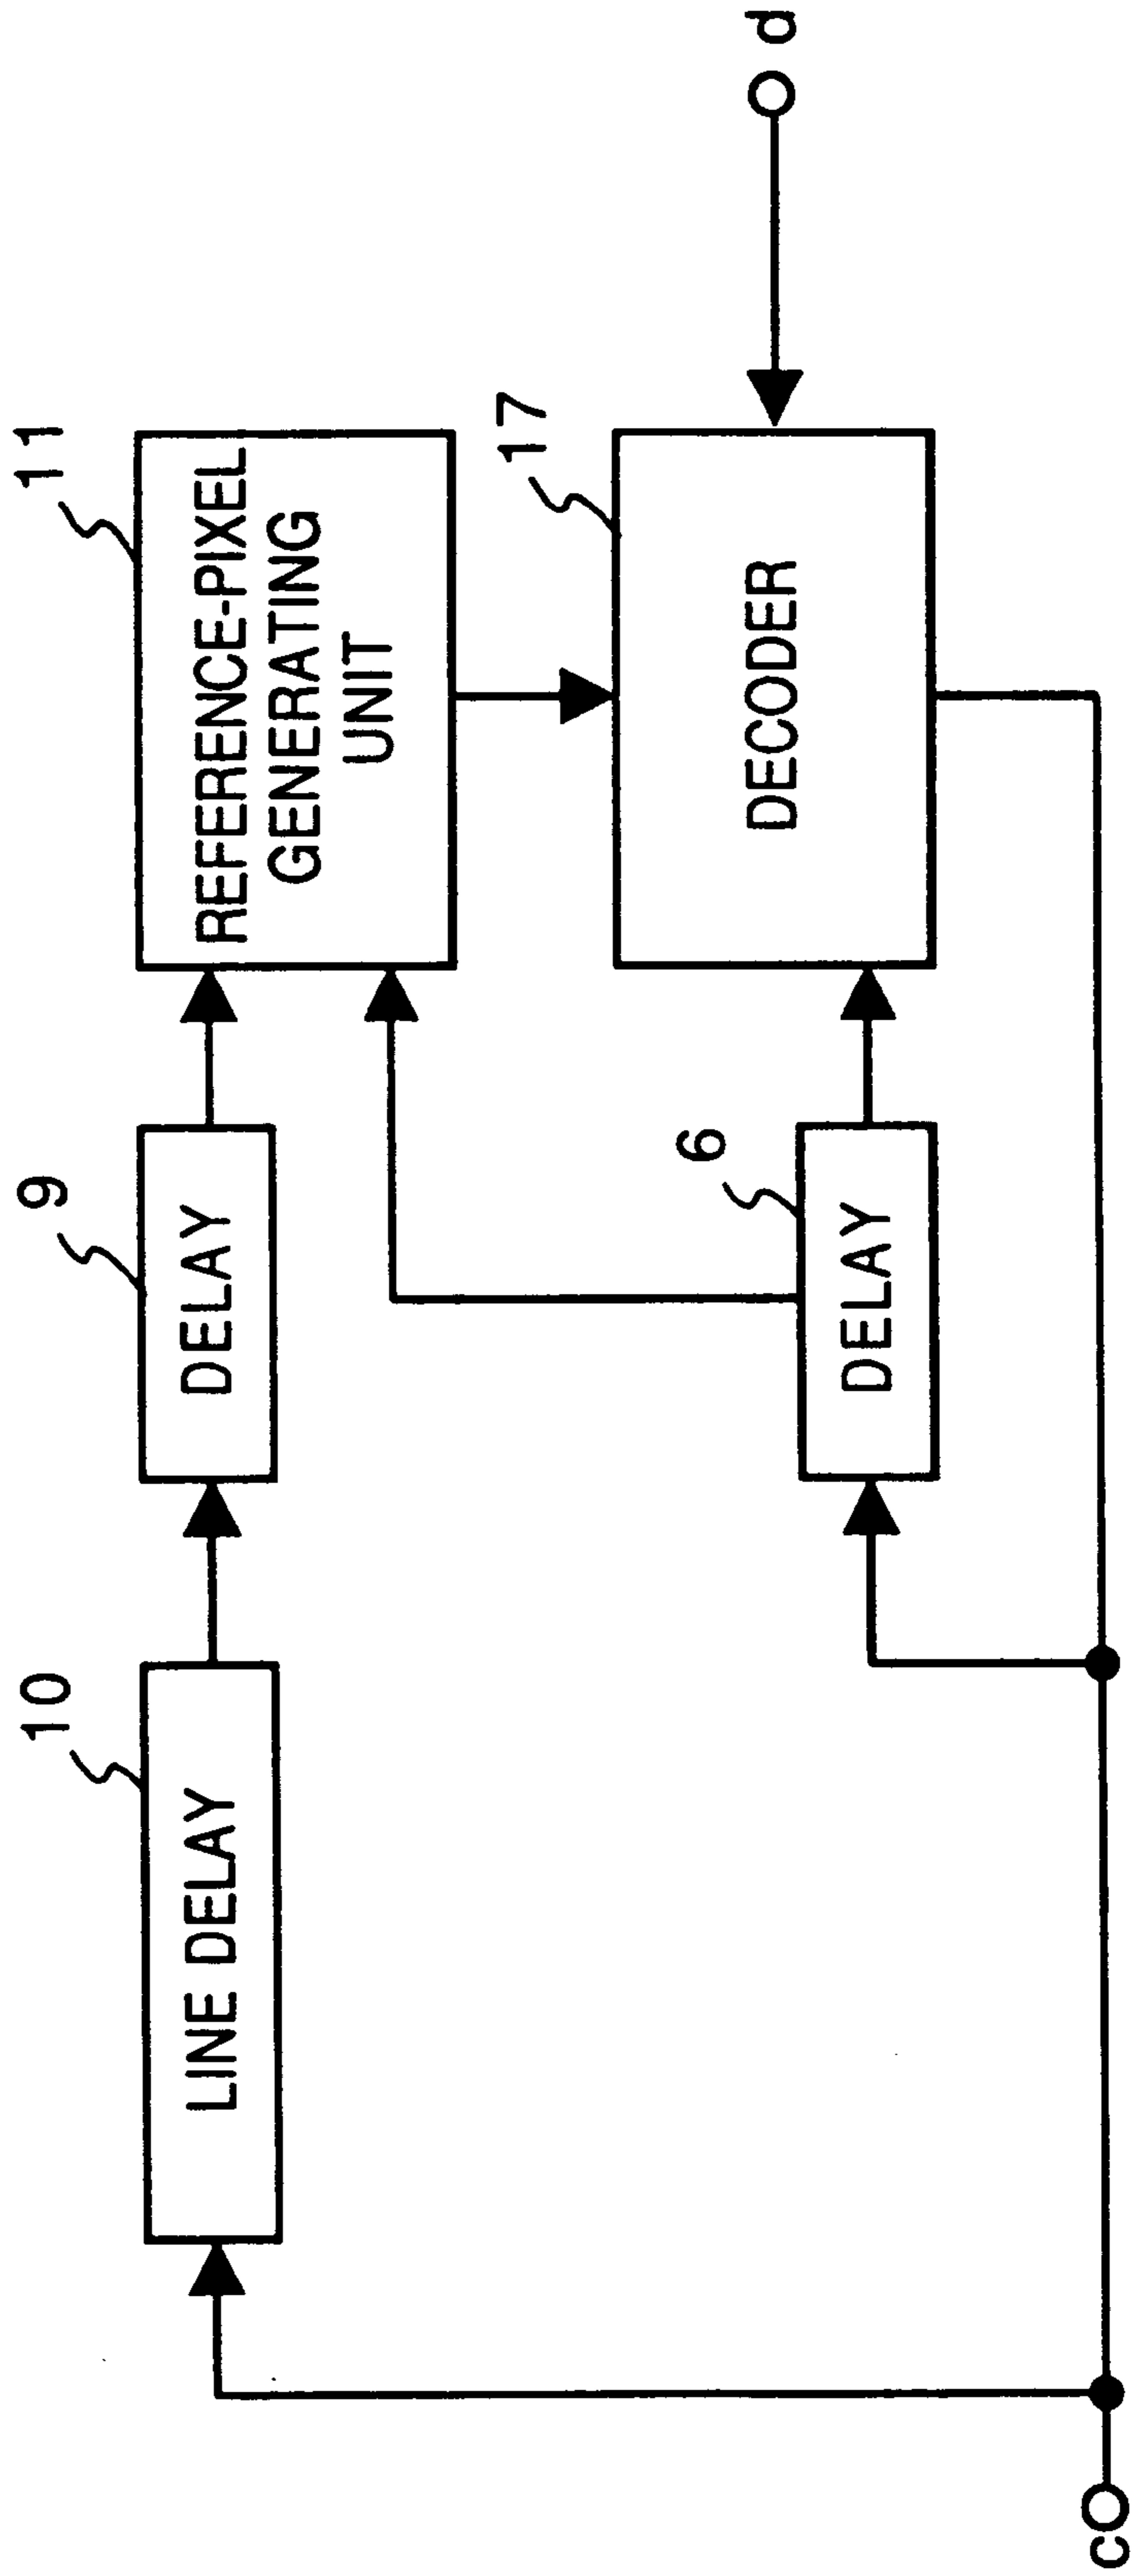 10
LINE DELAY
9
DELAY
11
REFERENCE-PIXEL
GENERATING
UNIT
6
DELAY
17
DECODER
d
c